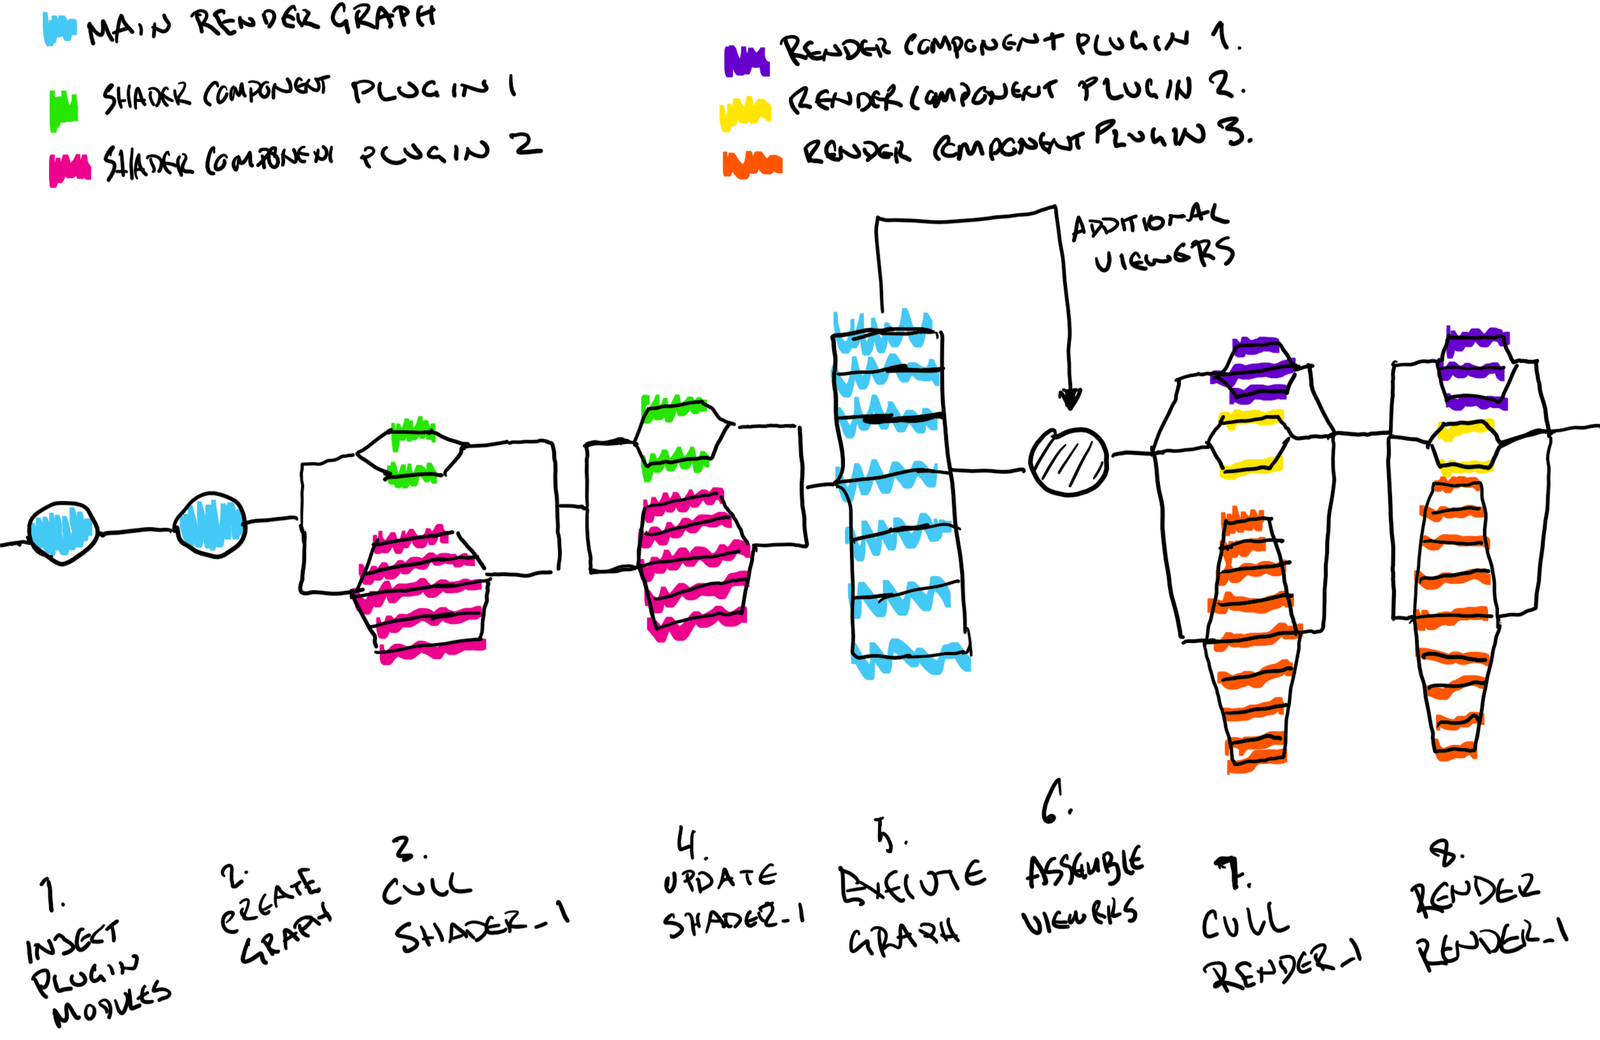 MAIN RENDER GRAPH
SHADER COMPONENT PLUGIN 1
SHADER COMPONENT PLUGIN 2
RENDER COMPONENT PLUGIN 1.
RENDER COMPONENT PLUGIN 2.
RENDER COMPONENT PLUGIN 3.
ADDITIONAL
VIEWERS
1.
INJECT
PLUGIN
MODULES
2.
CREATE
GRAPH
3.
CULL
SHADER_1
4.
UPDATE
SHADER_1
5.
EXECUTE
GRAPH
6.
ASSEMBLE
VIEWERS
7.
CULL
RENDER_1
8.
RENDER
RENDER_1